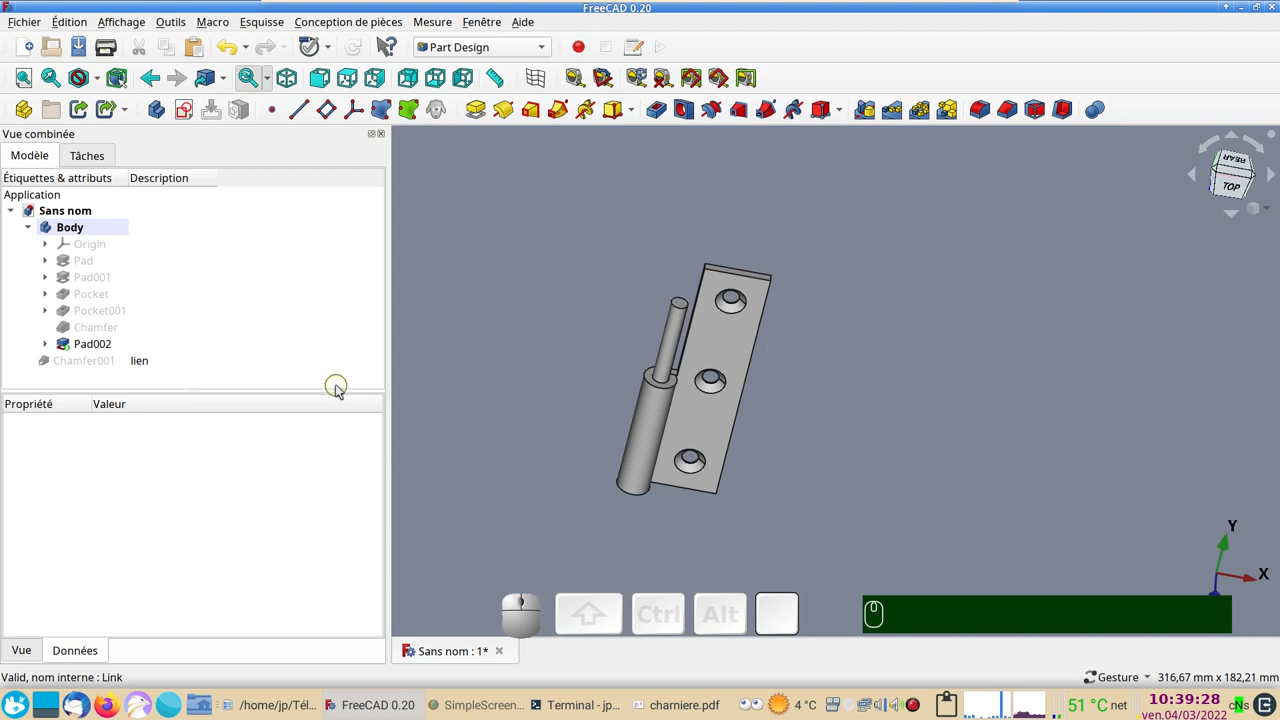 FreeCAD 0.20
Fichier Édition Affichage Outils Macro Esquisse Conception de pièces Mesure Fenêtre Aide
Part Design
Vue combinée
Modèle Tâches
Étiquettes & attributs Description
Application
Sans nom
Body
Origin
Pad
Pad001
Pocket
Pocket001
Chamfer
Pad002
Chamfer001 lien
Propriété Valeur
REAR
TOP
Y
X
Ctrl Alt
Vue Données
Sans nom : 1*
Valid, nom interne : Link
Gesture 316,67 mm x 182,21 mm
/home/jp/Tél... FreeCAD 0.20 SimpleScreen... Terminal - jp... charniere.pdf 4°C 51 °C net 10:39:28
ven.04/03/2022